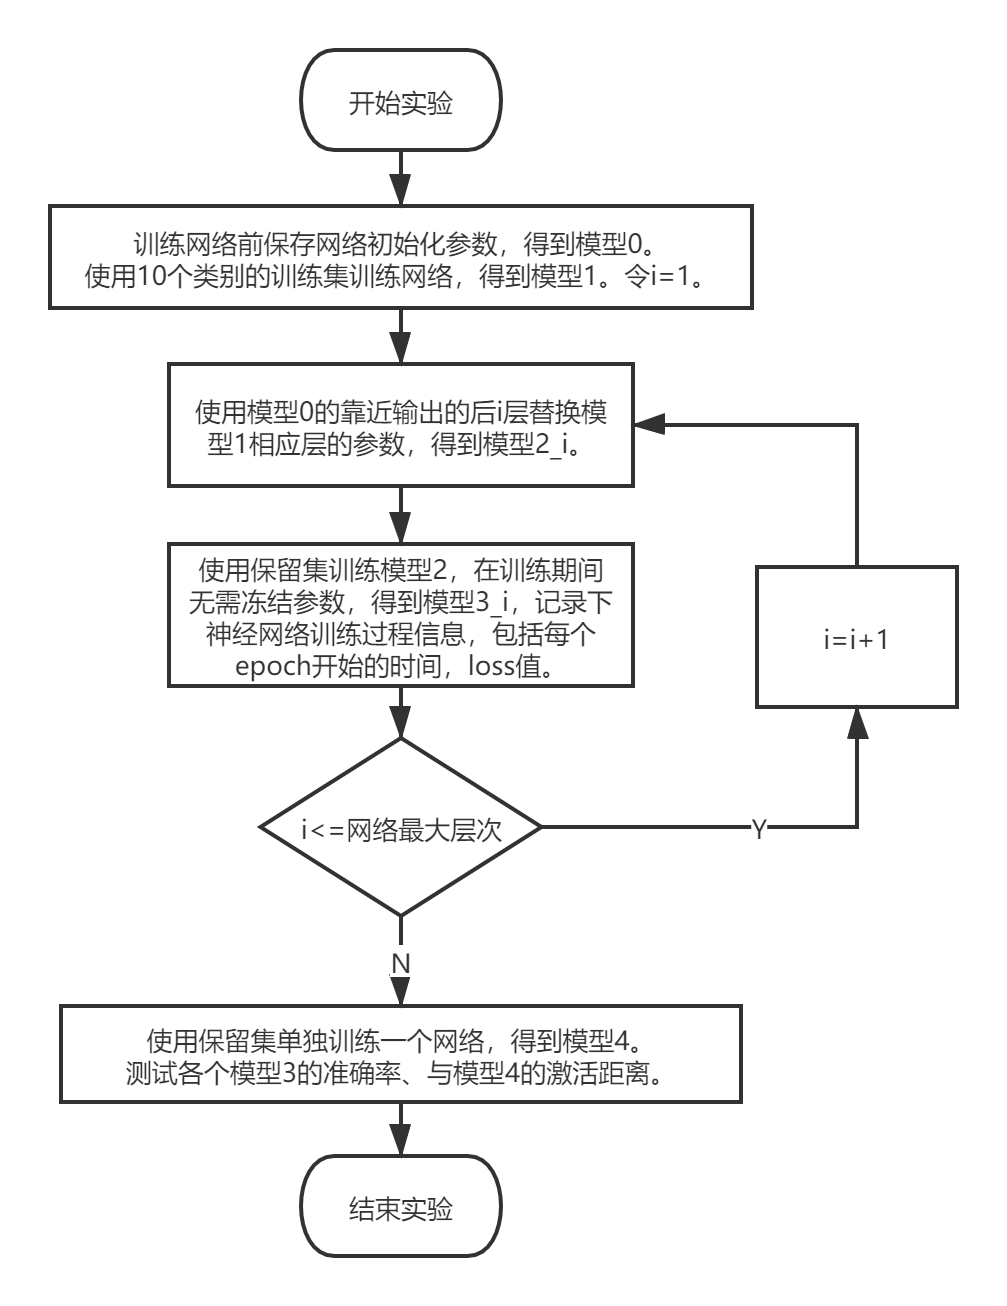 开始实验
训练网络前保存网络初始化参数，得到模型0。
使用10个类别的训练集训练网络，得到模型1。令i=1。
使用模型0的靠近输出的后i层替换模
型1相应层的参数，得到模型2_i。
使用保留集训练模型2，在训练期间
无需冻结参数，得到模型3_i，记录下
神经网络训练过程信息，包括每个
epoch开始的时间，loss值。
i=i+1
i<=网络最大层次
Y
N
使用保留集单独训练一个网络，得到模型4。
测试各个模型3的准确率、与模型4的激活距离。
结束实验